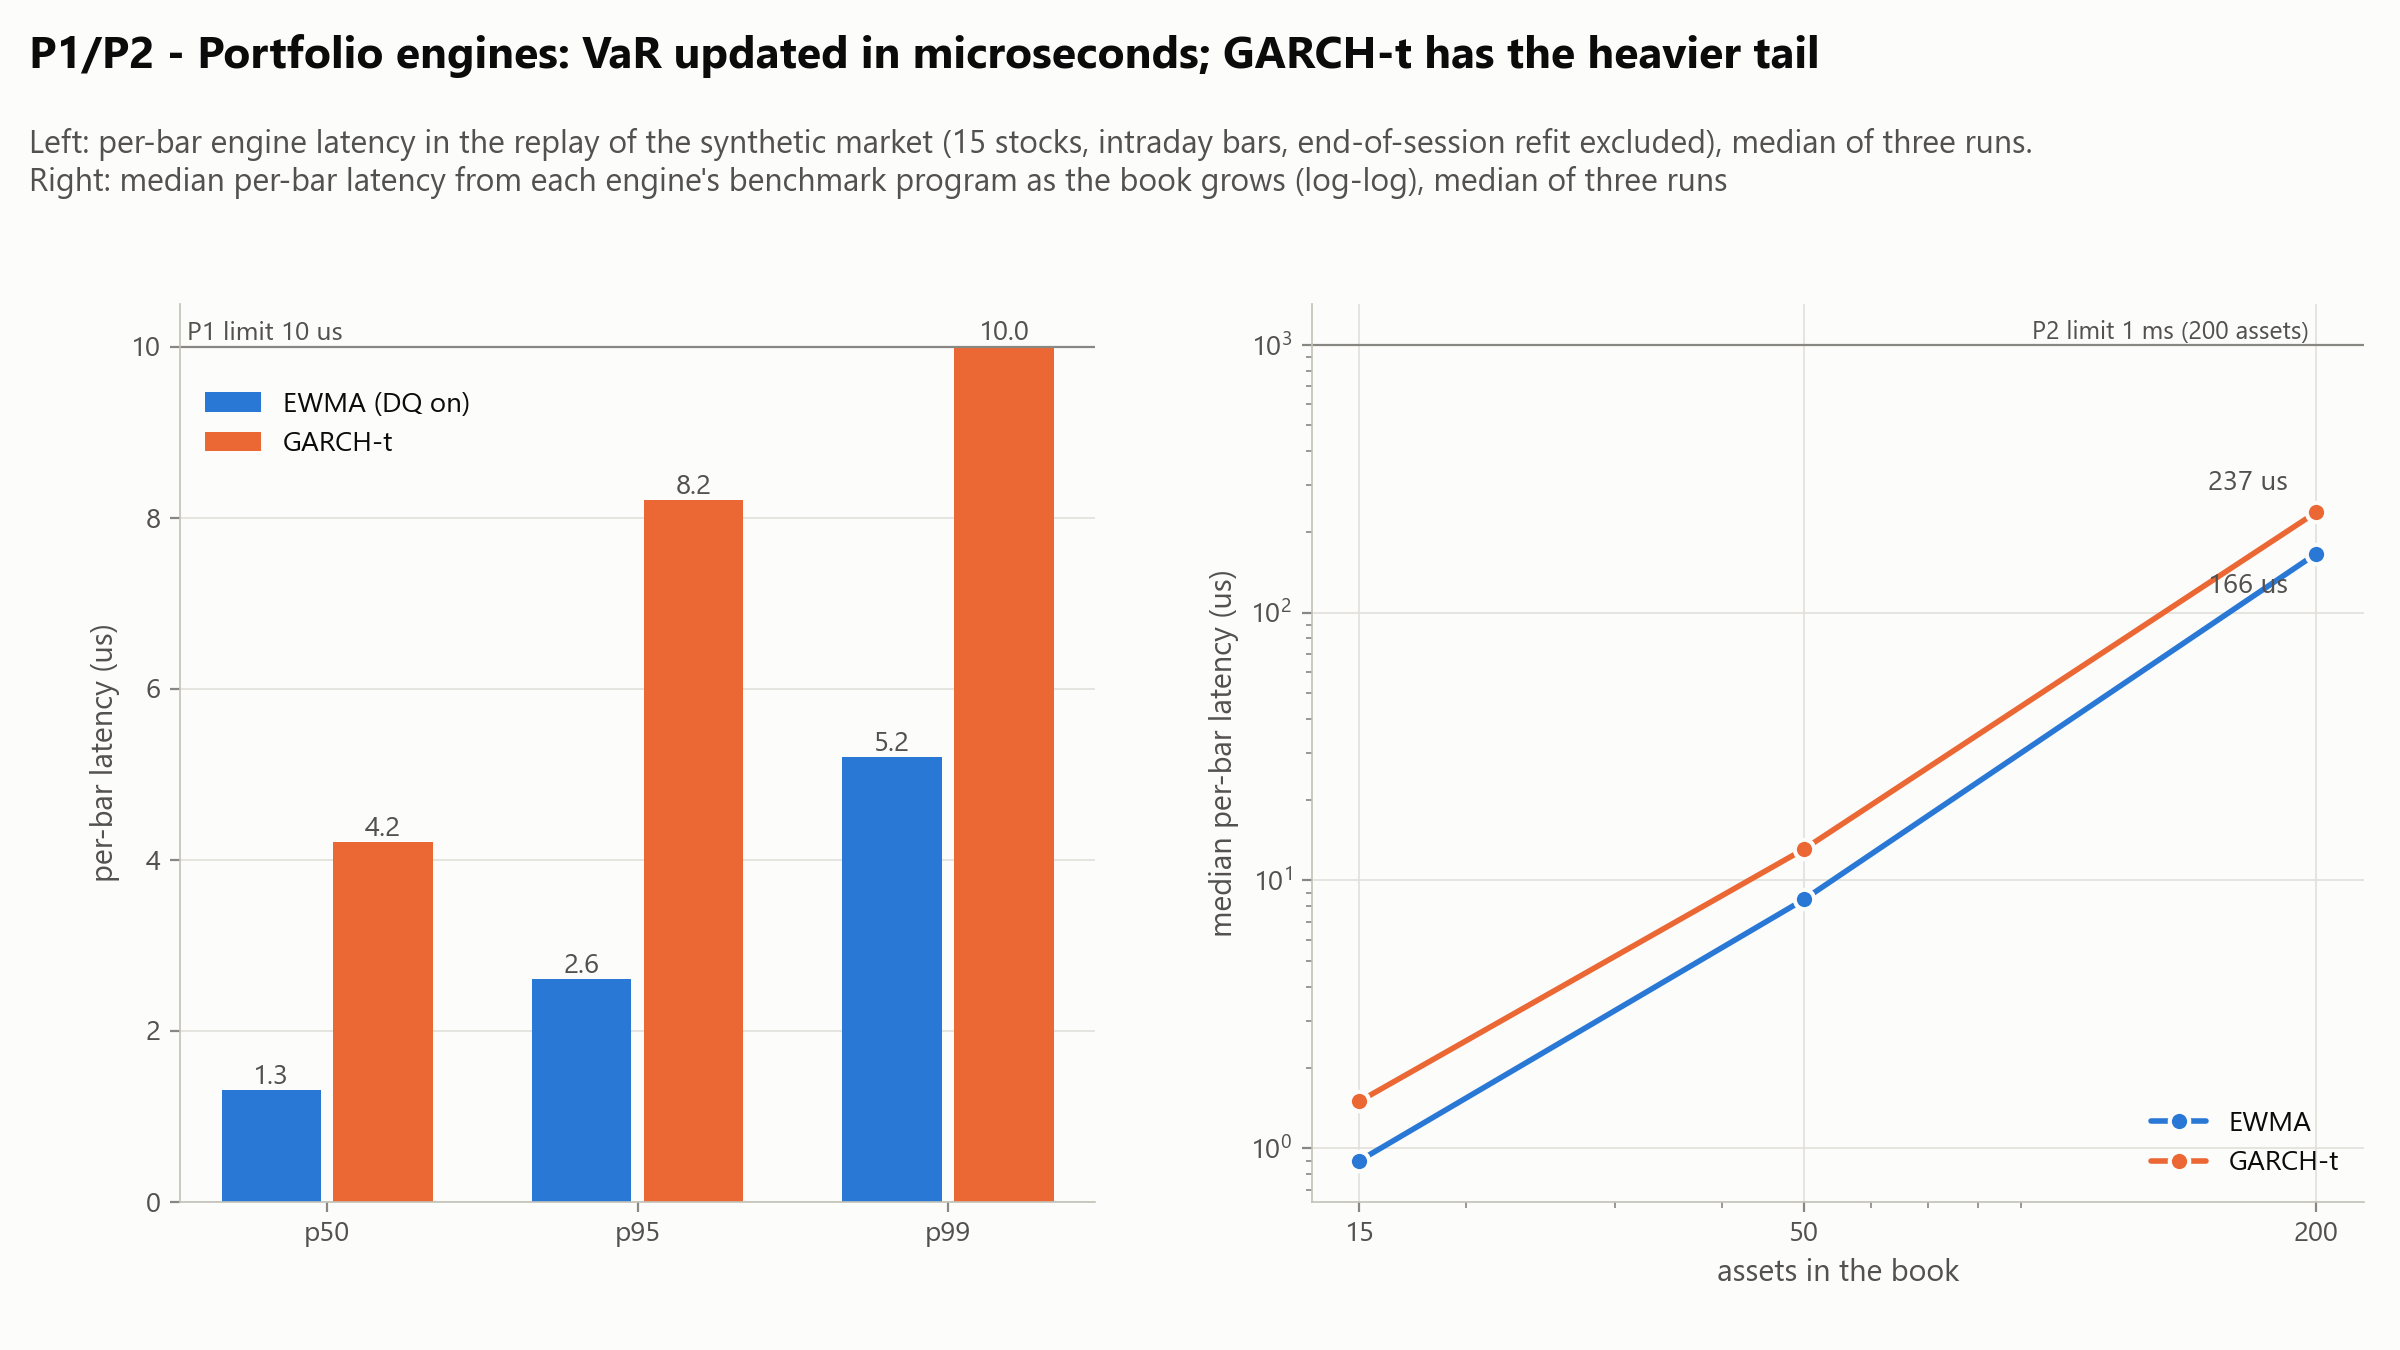 P1/P2 - Portfolio engines: VaR updated in microseconds; GARCH-t has the heavier tail
Left: per-bar engine latency in the replay of the synthetic market (15 stocks, intraday bars, end-of-session refit excluded), median of three runs.
Right: median per-bar latency from each engine's benchmark program as the book grows (log-log), median of three runs
P1 limit 10 us
EWMA (DQ on)
GARCH-t
per-bar latency (us)
10
8
6
4
2
0
1.3
4.2
2.6
8.2
5.2
10.0
p50
p95
p99
P2 limit 1 ms (200 assets)
median per-bar latency (us)
10³
10²
10¹
10⁰
237 us
166 us
EWMA
GARCH-t
15
50
200
assets in the book